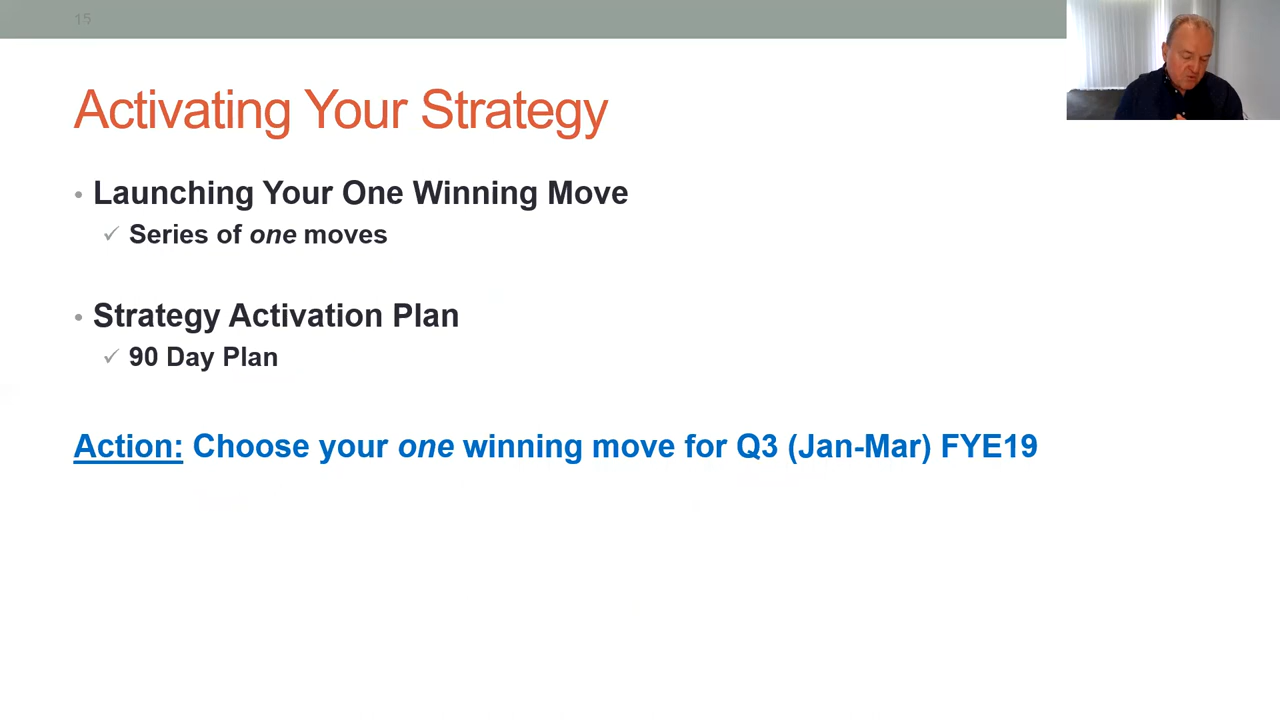 15
Activating Your Strategy
• Launching Your One Winning Move
✓ Series of one moves
• Strategy Activation Plan
✓ 90 Day Plan
Action: Choose your one winning move for Q3 (Jan-Mar) FYE19